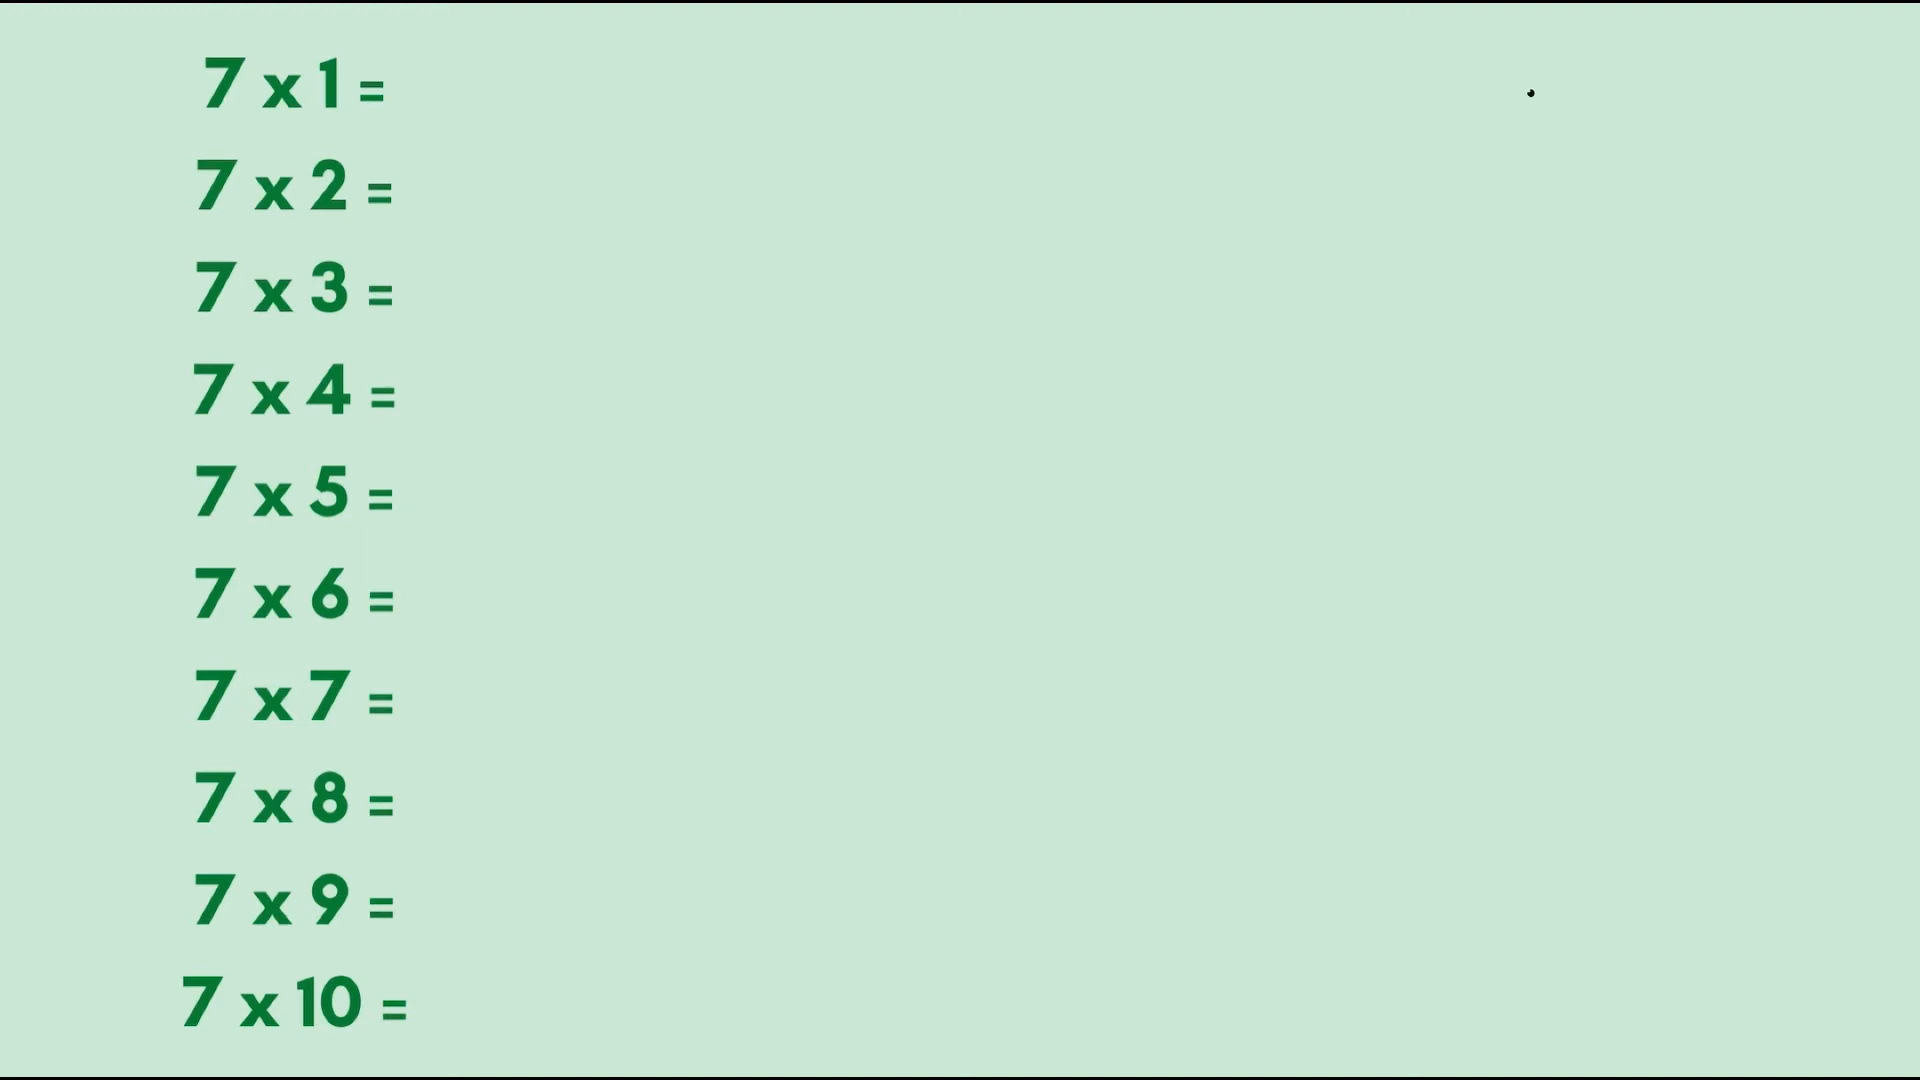 7 x 1 =
7 x 2 =
7 x 3 =
7 x 4 =
7 x 5 =
7 x 6 =
7 x 7 =
7 x 8 =
7 x 9 =
7 x 10 =